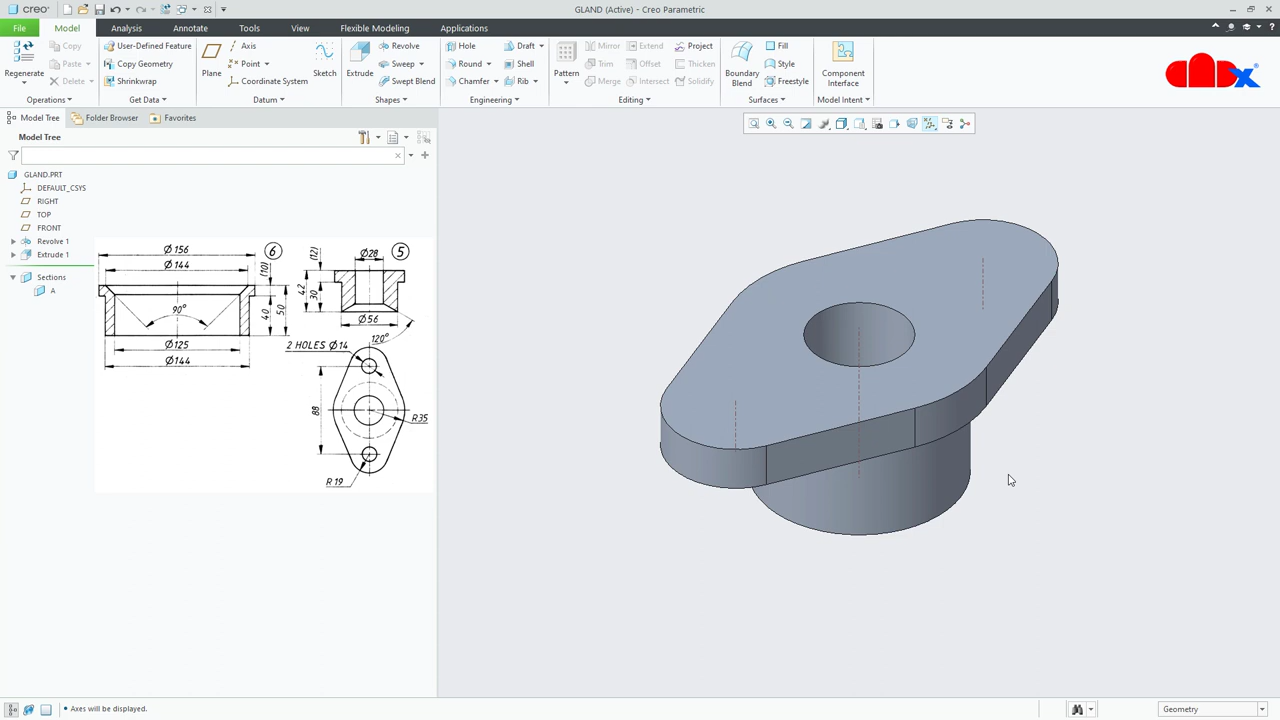 creo®
GLAND (Active) - Creo Parametric
File Model Analysis Annotate Tools View Flexible Modeling Applications
Regenerate
Copy
Paste
Delete
Operations
User-Defined Feature
Copy Geometry
Shrinkwrap
Get Data
Plane
Axis
Point
Coordinate System
Sketch
Datum
Extrude
Revolve
Sweep
Swept Blend
Shapes
Hole
Round
Chamfer
Draft
Shell
Rib
Engineering
Pattern
Mirror
Trim
Merge
Extend
Offset
Intersect
Project
Thicken
Solidify
Editing
Boundary
Blend
Fill
Style
Freestyle
Surfaces
Component
Interface
Model Intent
Model Tree Folder Browser Favorites
Model Tree
GLAND.PRT
DEFAULT_CSYS
RIGHT
TOP
FRONT
Revolve 1
Extrude 1
Sections
A
Ø156
Ø144
(10)
6
90°
40
50
Ø125
Ø144
(12)
Ø28
5
42
30
Ø56
120°
2 HOLES Ø14
88
R35
R19
Axes will be displayed.
Geometry